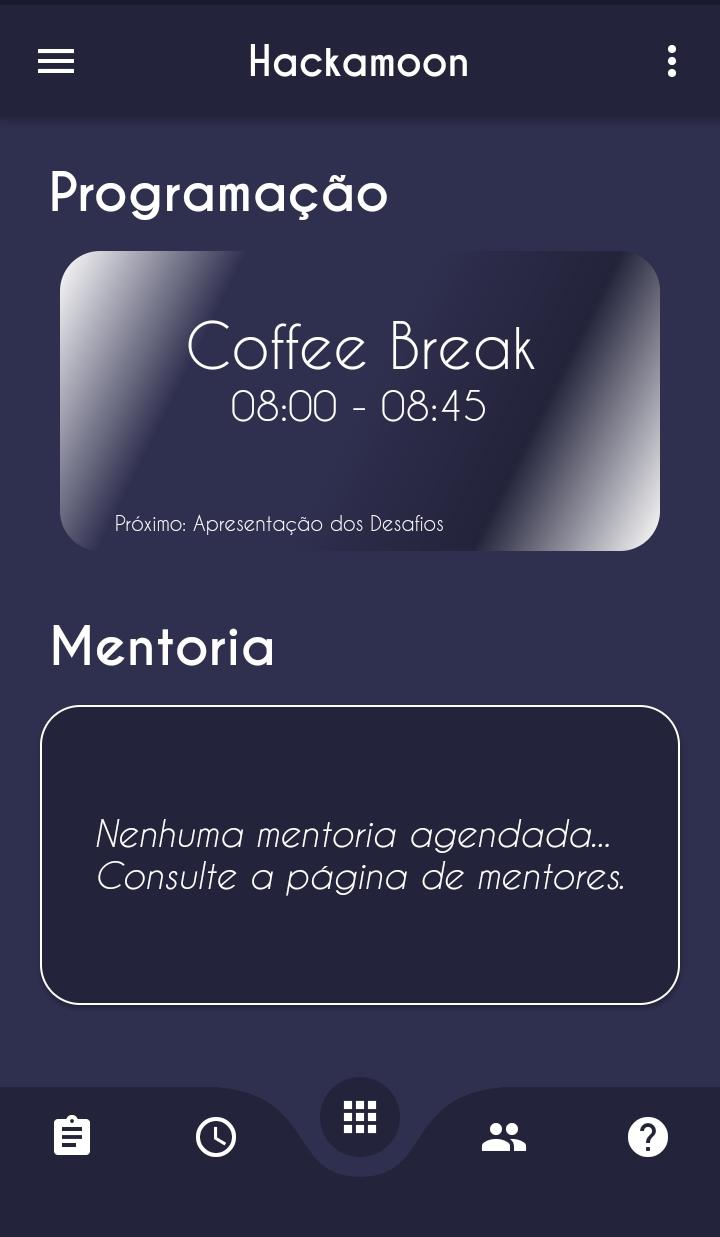 Hackamoon
Programação
Coffee Break
08:00 - 08:45
Próximo: Apresentação dos Desafios
Mentoria
Nenhuma mentoria agendada...
Consulte a página de mentores.